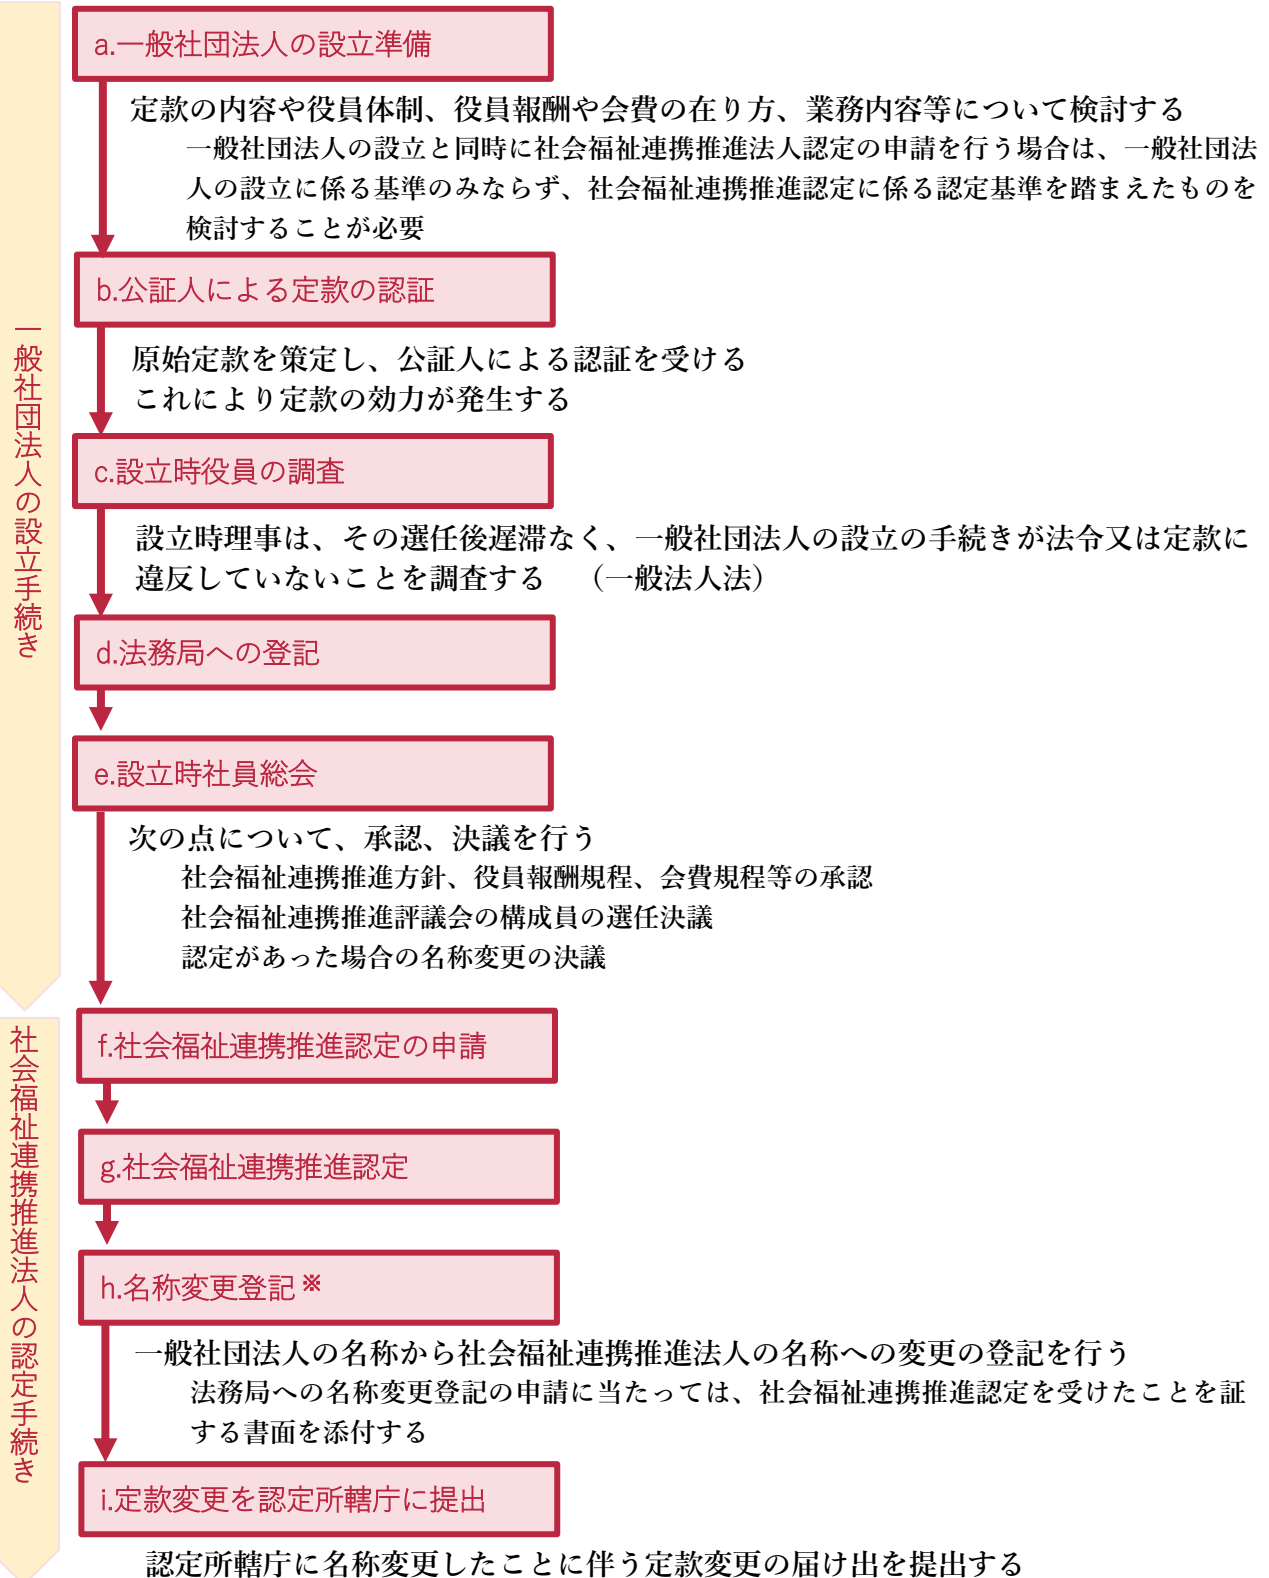 一般社団法人の設立手続き
a.一般社団法人の設立準備
定款の内容や役員体制、役員報酬や会費の在り方、業務内容等について検討する
一般社団法人の設立と同時に社会福祉連携推進法人認定の申請を行う場合は、一般社団法
人の設立に係る基準のみならず、社会福祉連携推進認定に係る認定基準を踏まえたものを
検討することが必要
b.公証人による定款の認証
原始定款を策定し、公証人による認証を受ける
これにより定款の効力が発生する
c.設立時役員の調査
設立時理事は、その選任後遅滞なく、一般社団法人の設立の手続きが法令又は定款に
違反していないことを調査する　（一般法人法）
d.法務局への登記
e.設立時社員総会
次の点について、承認、決議を行う
社会福祉連携推進方針、役員報酬規程、会費規程等の承認
社会福祉連携推進評議会の構成員の選任決議
認定があった場合の名称変更の決議
社会福祉連携推進法人の認定手続き
f.社会福祉連携推進認定の申請
g.社会福祉連携推進認定
h.名称変更登記※
一般社団法人の名称から社会福祉連携推進法人の名称への変更の登記を行う
法務局への名称変更登記の申請に当たっては、社会福祉連携推進認定を受けたことを証
する書面を添付する
i.定款変更を認定所轄庁に提出
認定所轄庁に名称変更したことに伴う定款変更の届け出を提出する